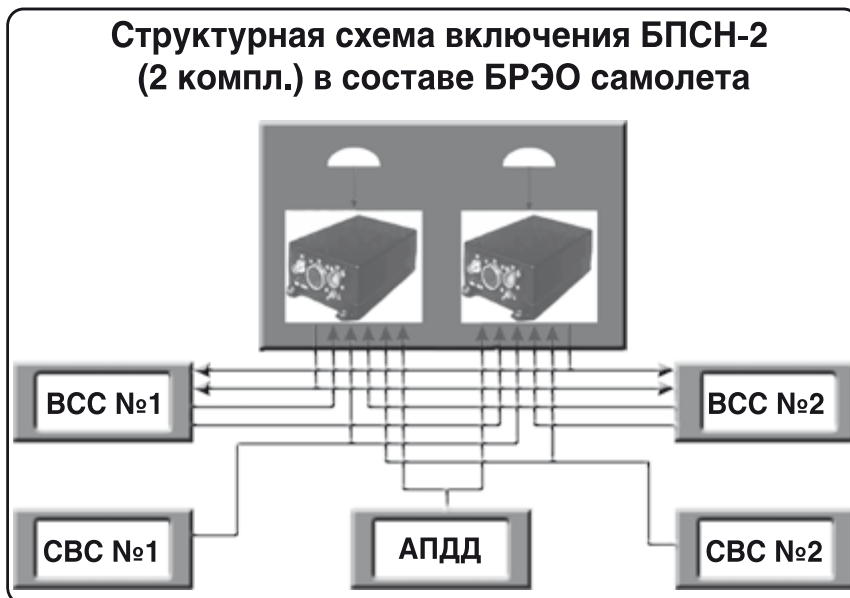 Структурная схема включения БПСН-2
(2 компл.) в составе БРЭО самолета
ВСС №1
ВСС №2
СВС №1
АПДД
СВС №2